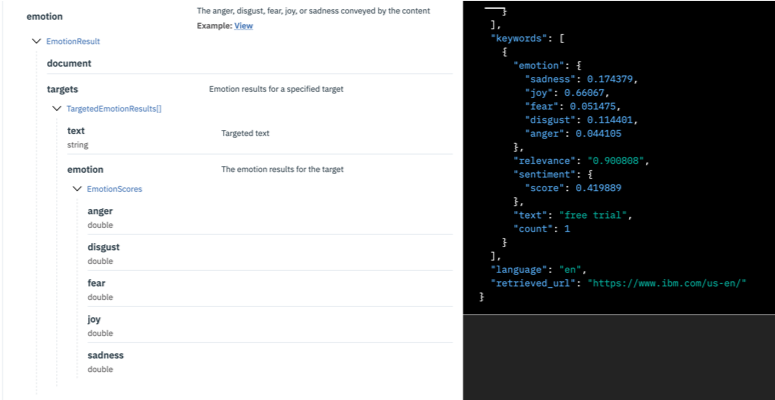 emotion
The anger, disgust, fear, joy, or sadness conveyed by the content
Example: View
EmotionResult
document
targets
Emotion results for a specified target
TargetedEmotionResults[]
text
Targeted text
string
emotion
The emotion results for the target
EmotionScores
anger
double
disgust
double
fear
double
joy
double
sadness
double
}
],
"keywords": [
{
"emotion": {
"sadness": 0.174379,
"joy": 0.66067,
"fear": 0.051475,
"disgust": 0.114401,
"anger": 0.044105
},
"relevance": "0.900808",
"sentiment": {
"score": 0.419889
},
"text": "free trial",
"count": 1
}
],
"language": "en",
"retrieved_url": "https://www.ibm.com/us-en/"
}